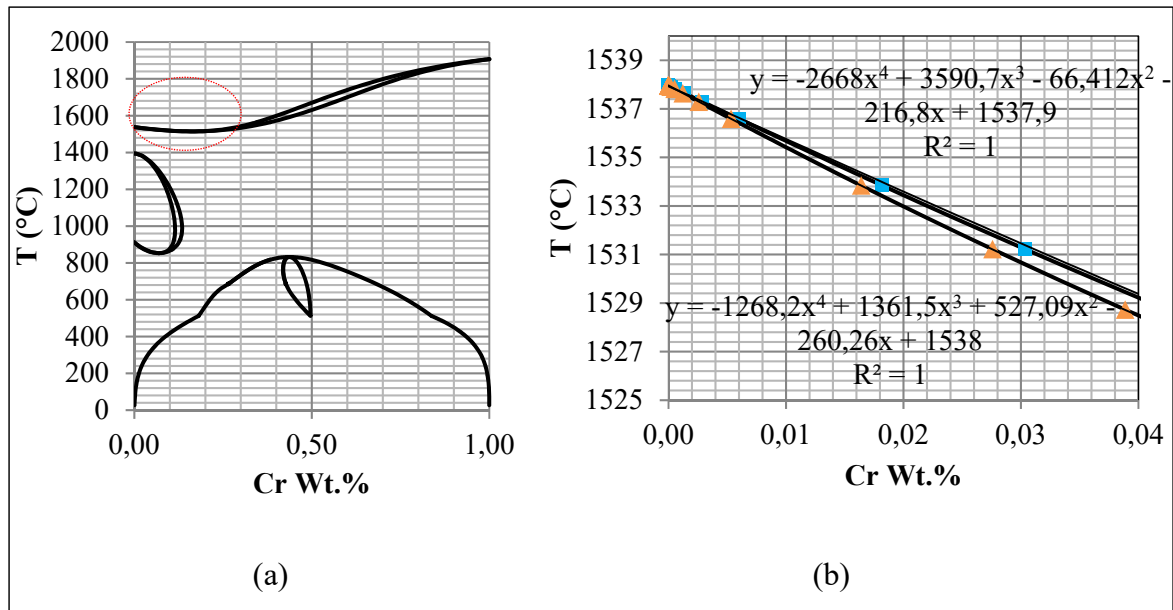 2000
1800
1600
1400
1200
1000
800
600
400
200
0
T (°C)
0,00
0,50
1,00
Cr Wt.%
(a)
1539
1537
1535
1533
1531
1529
1527
1525
T (°C)
y = -2668x⁴ + 3590,7x³ - 66,412x² -
216,8x + 1537,9
R² = 1
y = -1268,2x⁴ + 1361,5x³ + 527,09x² -
260,26x + 1538
R² = 1
0,00
0,01
0,02
0,03
0,04
Cr Wt.%
(b)